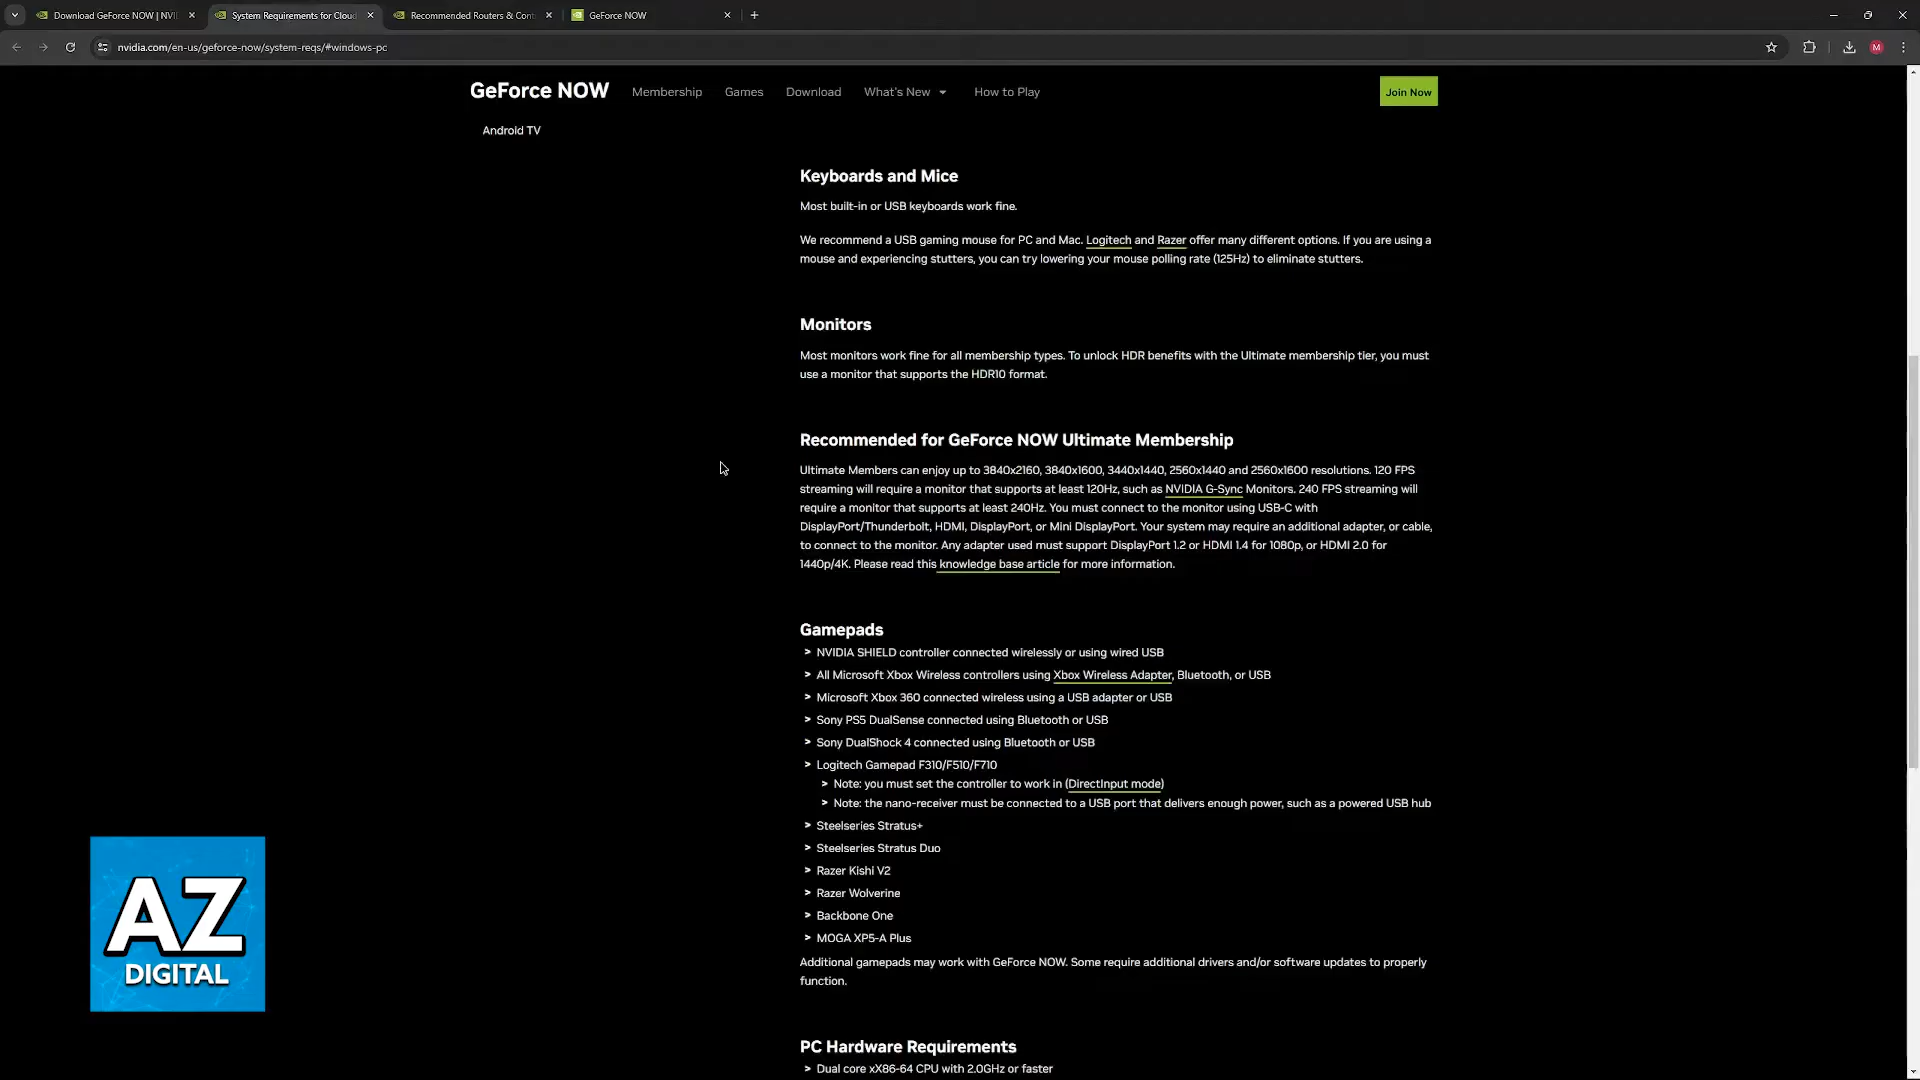 Download GeForce NOW | NVI
System Requirements for Cloud
Recommended Routers & Cont
GeForce NOW
nvidia.com/en-us/geforce-now/system-reqs/#windows-pc
M
GeForce NOW
Membership
Games
Download
What's New
How to Play
Join Now
Android TV
Keyboards and Mice
Most built-in or USB keyboards work fine.
We recommend a USB gaming mouse for PC and Mac. Logitech and Razer offer many different options. If you are using a
mouse and experiencing stutters, you can try lowering your mouse polling rate (125Hz) to eliminate stutters.
Monitors
Most monitors work fine for all membership types. To unlock HDR benefits with the Ultimate membership tier, you must
use a monitor that supports the HDR10 format.
Recommended for GeForce NOW Ultimate Membership
Ultimate Members can enjoy up to 3840x2160, 3840x1600, 3440x1440, 2560x1440 and 2560x1600 resolutions. 120 FPS
streaming will require a monitor that supports at least 120Hz, such as NVIDIA G-Sync Monitors. 240 FPS streaming will
require a monitor that supports at least 240Hz. You must connect to the monitor using USB-C with
DisplayPort/Thunderbolt, HDMI, DisplayPort, or Mini DisplayPort. Your system may require an additional adapter, or cable,
to connect to the monitor. Any adapter used must support DisplayPort 1.2 or HDMI 1.4 for 1080p, or HDMI 2.0 for
1440p/4K. Please read this knowledge base article for more information.
Gamepads
> NVIDIA SHIELD controller connected wirelessly or using wired USB
> All Microsoft Xbox Wireless controllers using Xbox Wireless Adapter, Bluetooth, or USB
> Microsoft Xbox 360 connected wireless using a USB adapter or USB
> Sony PS5 DualSense connected using Bluetooth or USB
> Sony DualShock 4 connected using Bluetooth or USB
> Logitech Gamepad F310/F510/F710
> Note: you must set the controller to work in (DirectInput mode)
> Note: the nano-receiver must be connected to a USB port that delivers enough power, such as a powered USB hub
> Steelseries Stratus+
> Steelseries Stratus Duo
> Razer Kishi V2
> Razer Wolverine
> Backbone One
> MOGA XP5-A Plus
Additional gamepads may work with GeForce NOW. Some require additional drivers and/or software updates to properly
function.
PC Hardware Requirements
> Dual core xX86-64 CPU with 2.0GHz or faster
AZ
DIGITAL